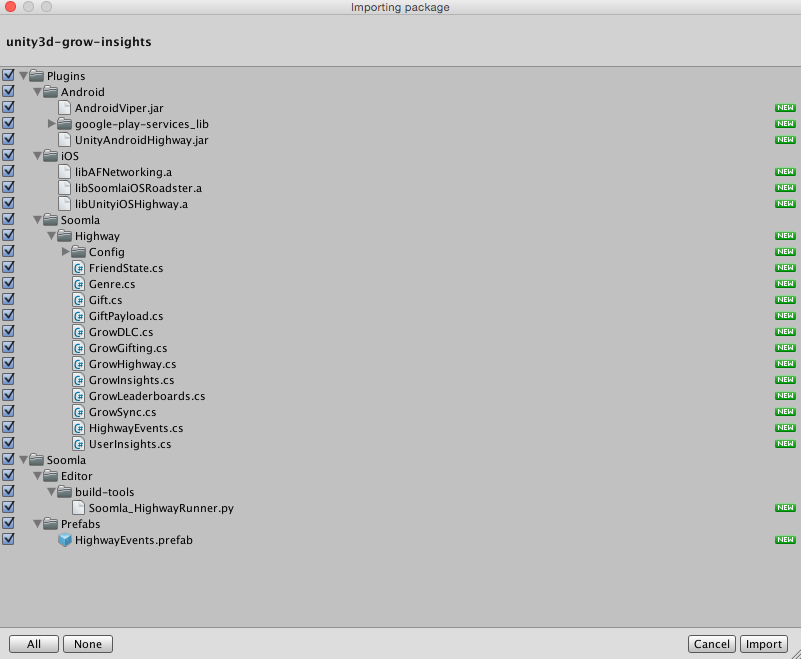 Importing package
unity3d-grow-insights
Plugins
Android
AndroidViper.jar NEW
google-play-services_lib NEW
UnityAndroidHighway.jar NEW
iOS
libAFNetworking.a NEW
libSoomlaiOSRoadster.a NEW
libUnityiOSHighway.a NEW
Soomla
Highway NEW
Config NEW
C# FriendState.cs NEW
C# Genre.cs NEW
C# Gift.cs NEW
C# GiftPayload.cs NEW
C# GrowDLC.cs NEW
C# GrowGifting.cs NEW
C# GrowHighway.cs NEW
C# GrowInsights.cs NEW
C# GrowLeaderboards.cs NEW
C# GrowSync.cs NEW
C# HighwayEvents.cs NEW
C# UserInsights.cs NEW
Soomla
Editor
build-tools
Soomla_HighwayRunner.py NEW
Prefabs
HighwayEvents.prefab NEW
All None Cancel Import